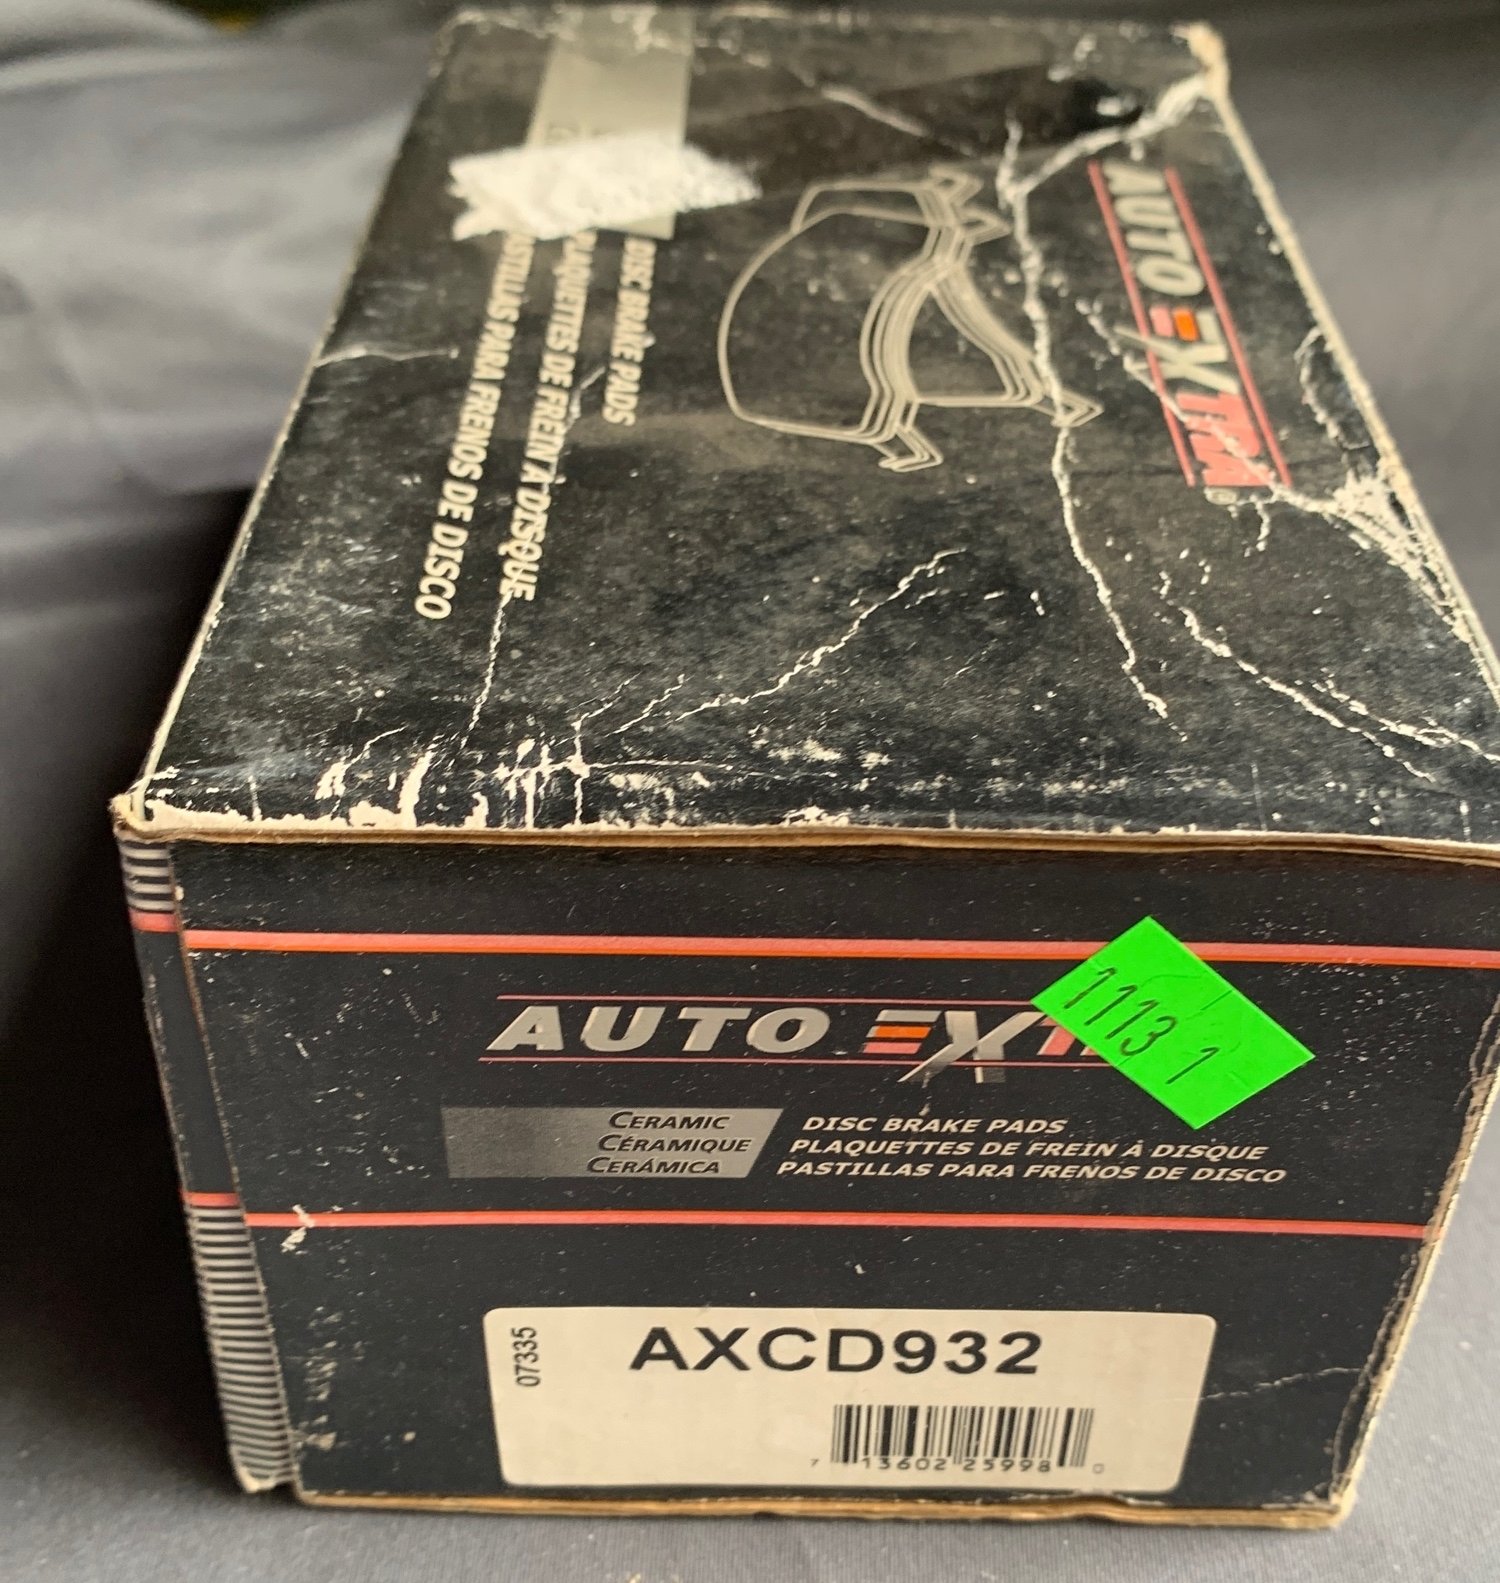 AUTO EXTRA®
DISC BRAKE PADS
PLAQUETTES DE FREIN À DISQUE
PASTILLAS PARA FRENOS DE DISCO
AUTO EXTRA
1113 1
CERAMIC
CÉRAMIQUE
CERÁMICA
DISC BRAKE PADS
PLAQUETTES DE FREIN À DISQUE
PASTILLAS PARA FRENOS DE DISCO
07335
AXCD932
7 13602 25998 0